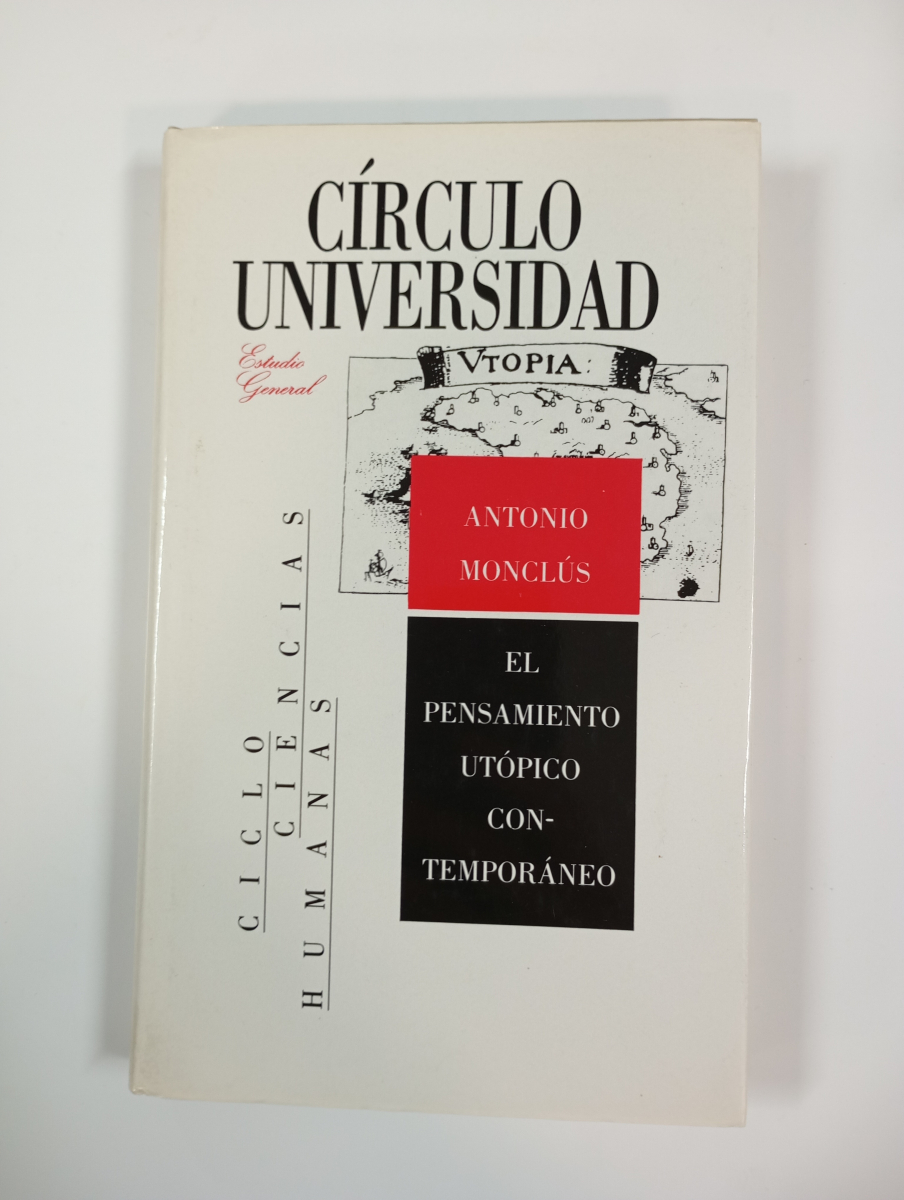 CÍRCULO
UNIVERSIDAD
Estudio
General
VTOPIA:
ANTONIO
MONCLÚS
EL
PENSAMIENTO
UTÓPICO
CON-
TEMPORÁNEO
CICLO
CIENCIAS
HUMANAS